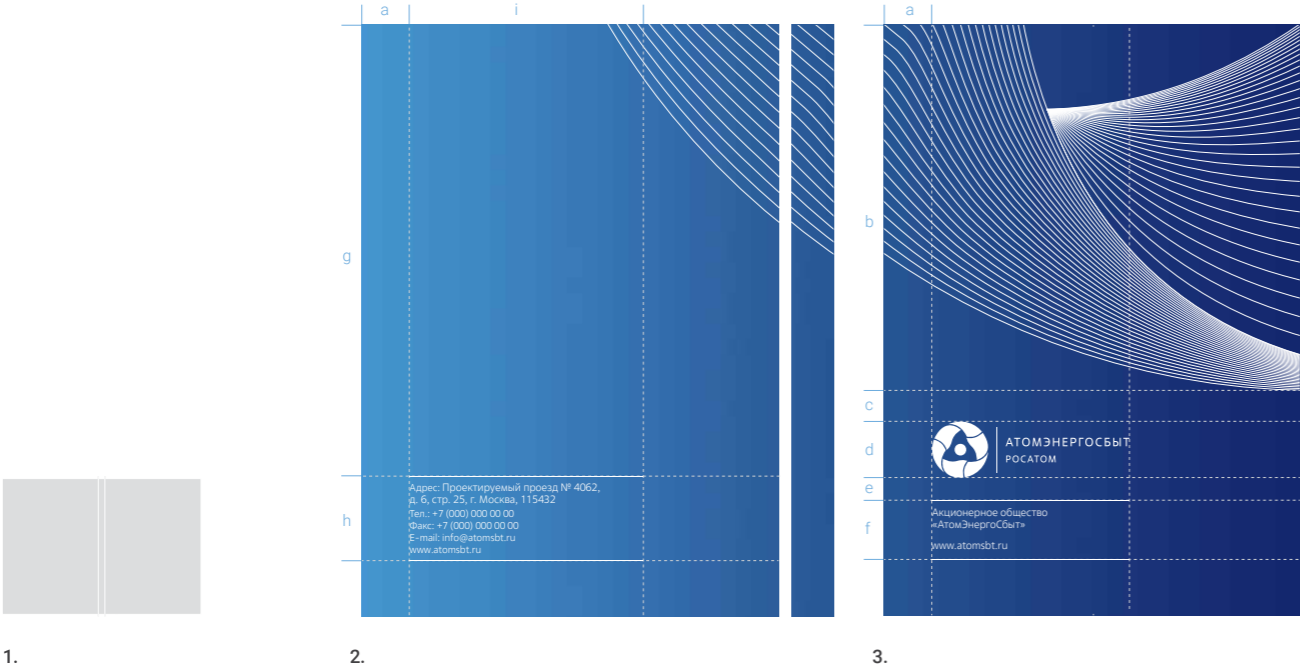 a
i
a
g
b
c
АТОМЭНЕРГОСБЫТ
РОСАТОМ
d
e
h
Адрес: Проектируемый проезд № 4062,
д. 6, стр. 25, г. Москва, 115432
Тел.: +7 (000) 000 00 00
Факс: +7 (000) 000 00 00
E-mail: info@atomsbt.ru
www.atomsbt.ru
f
Акционерное общество
«АтомЭнергоСбыт»
www.atomsbt.ru
1.
2.
3.